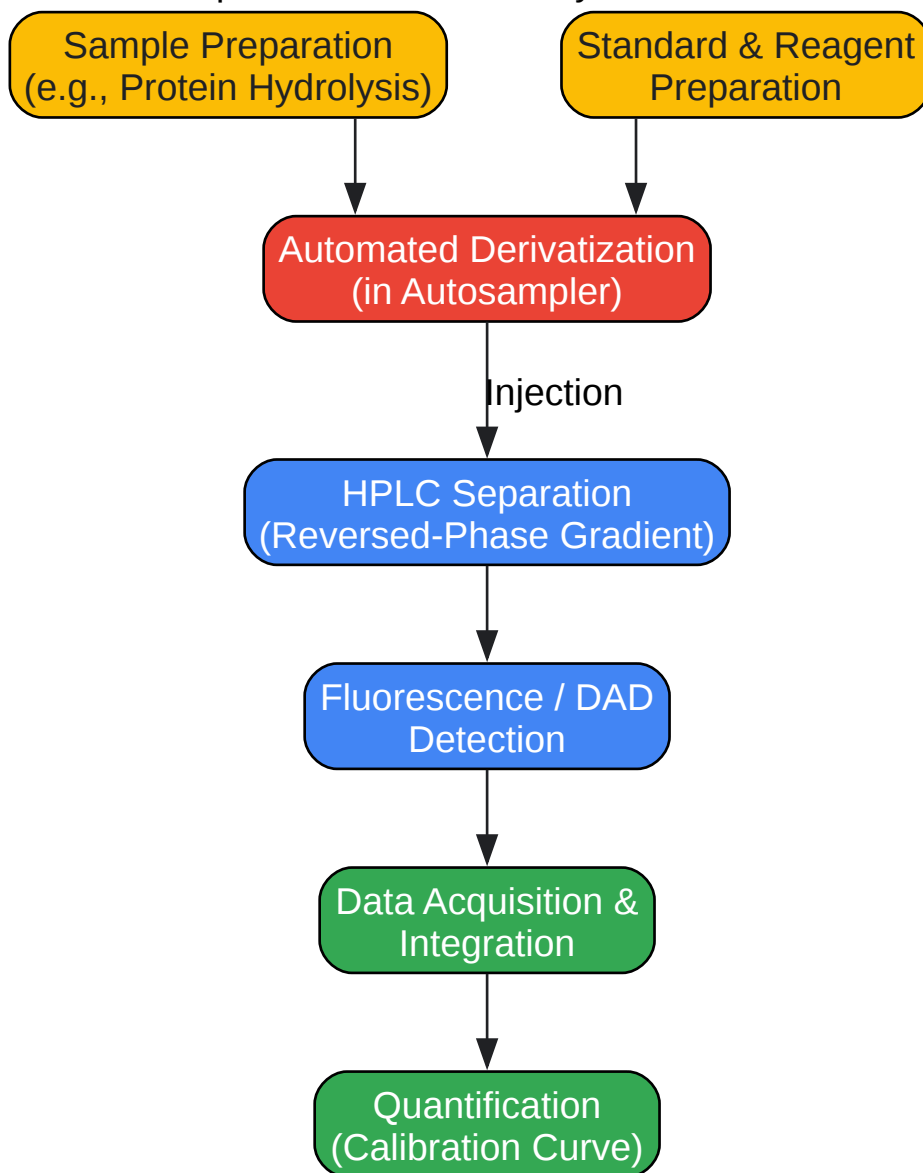 Sample Preparation
(e.g., Protein Hydrolysis)
Standard & Reagent
Preparation
Automated Derivatization
(in Autosampler)
Injection
HPLC Separation
(Reversed-Phase Gradient)
Fluorescence / DAD
Detection
Data Acquisition &
Integration
Quantification
(Calibration Curve)